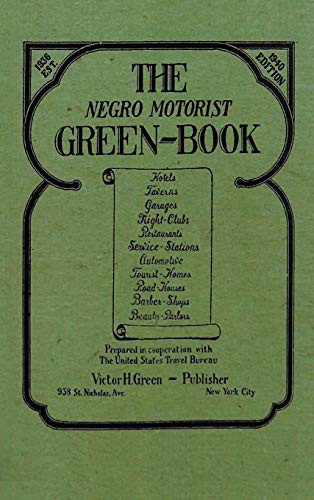 1936
EST.
1940
EDITION
THE
NEGRO MOTORIST
GREEN-BOOK
Hotels
Taverns
Garages
Night-Clubs
Restaurants
Service-Stations
Automotive
Tourist-Homes
Road-Houses
Barber-Shops
Beauty-Parlors
Prepared in cooperation with
The United States Travel Bureau
Victor H. Green — Publisher
938 St. Nicholas, Ave. New York City